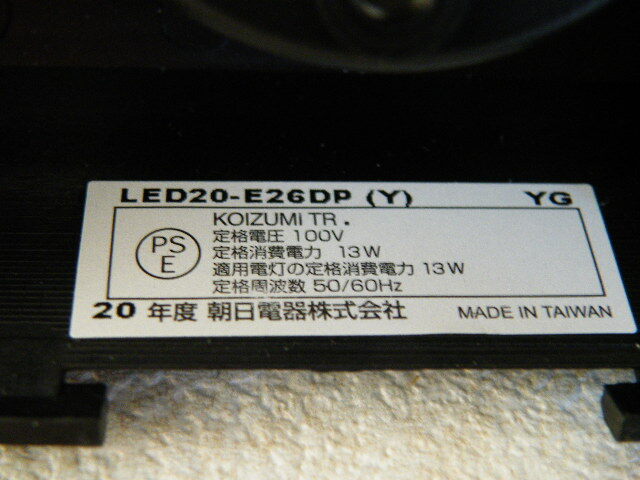 LED20-E26DP (Y) YG
PS
E
KOIZUMI TR.
定格電圧 100V
定格消費電力 13W
適用電灯の定格消費電力 13W
定格周波数 50/60Hz
20 年度 朝日電器株式会社 MADE IN TAIWAN